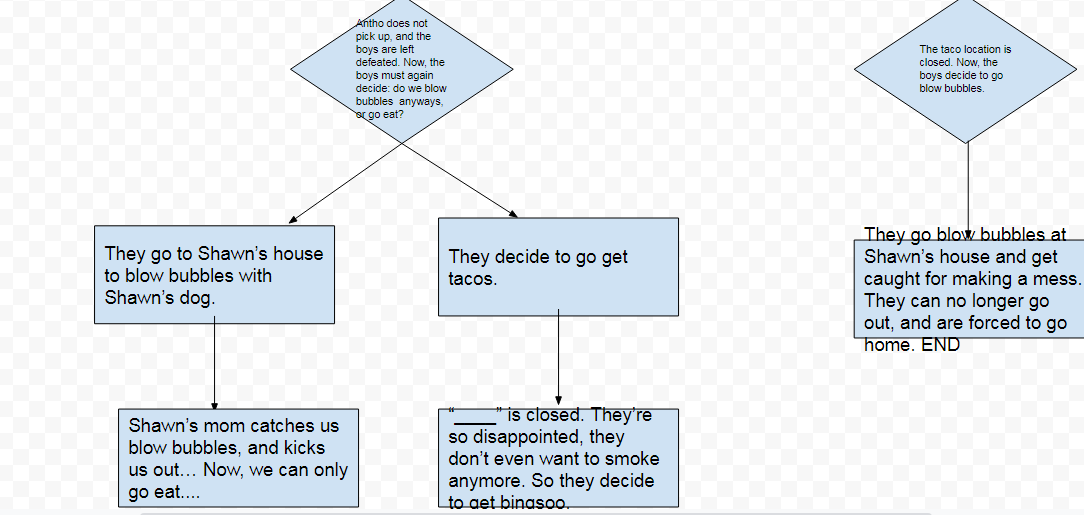 Antho does not
pick up, and the
boys are left
defeated. Now, the
boys must again
decide: do we blow
bubbles anyways,
or go eat?
The taco location is
closed. Now, the
boys decide to go
blow bubbles.
They go to Shawn's house
to blow bubbles with
Shawn's dog.
They decide to go get
tacos.
They go blow bubbles at
Shawn's house and get
caught for making a mess.
They can no longer go
out, and are forced to go
home. END
Shawn's mom catches us
blow bubbles, and kicks
us out... Now, we can only
go eat....
“____” is closed. They're
so disappointed, they
don't even want to smoke
anymore. So they decide
to get bingsoo.